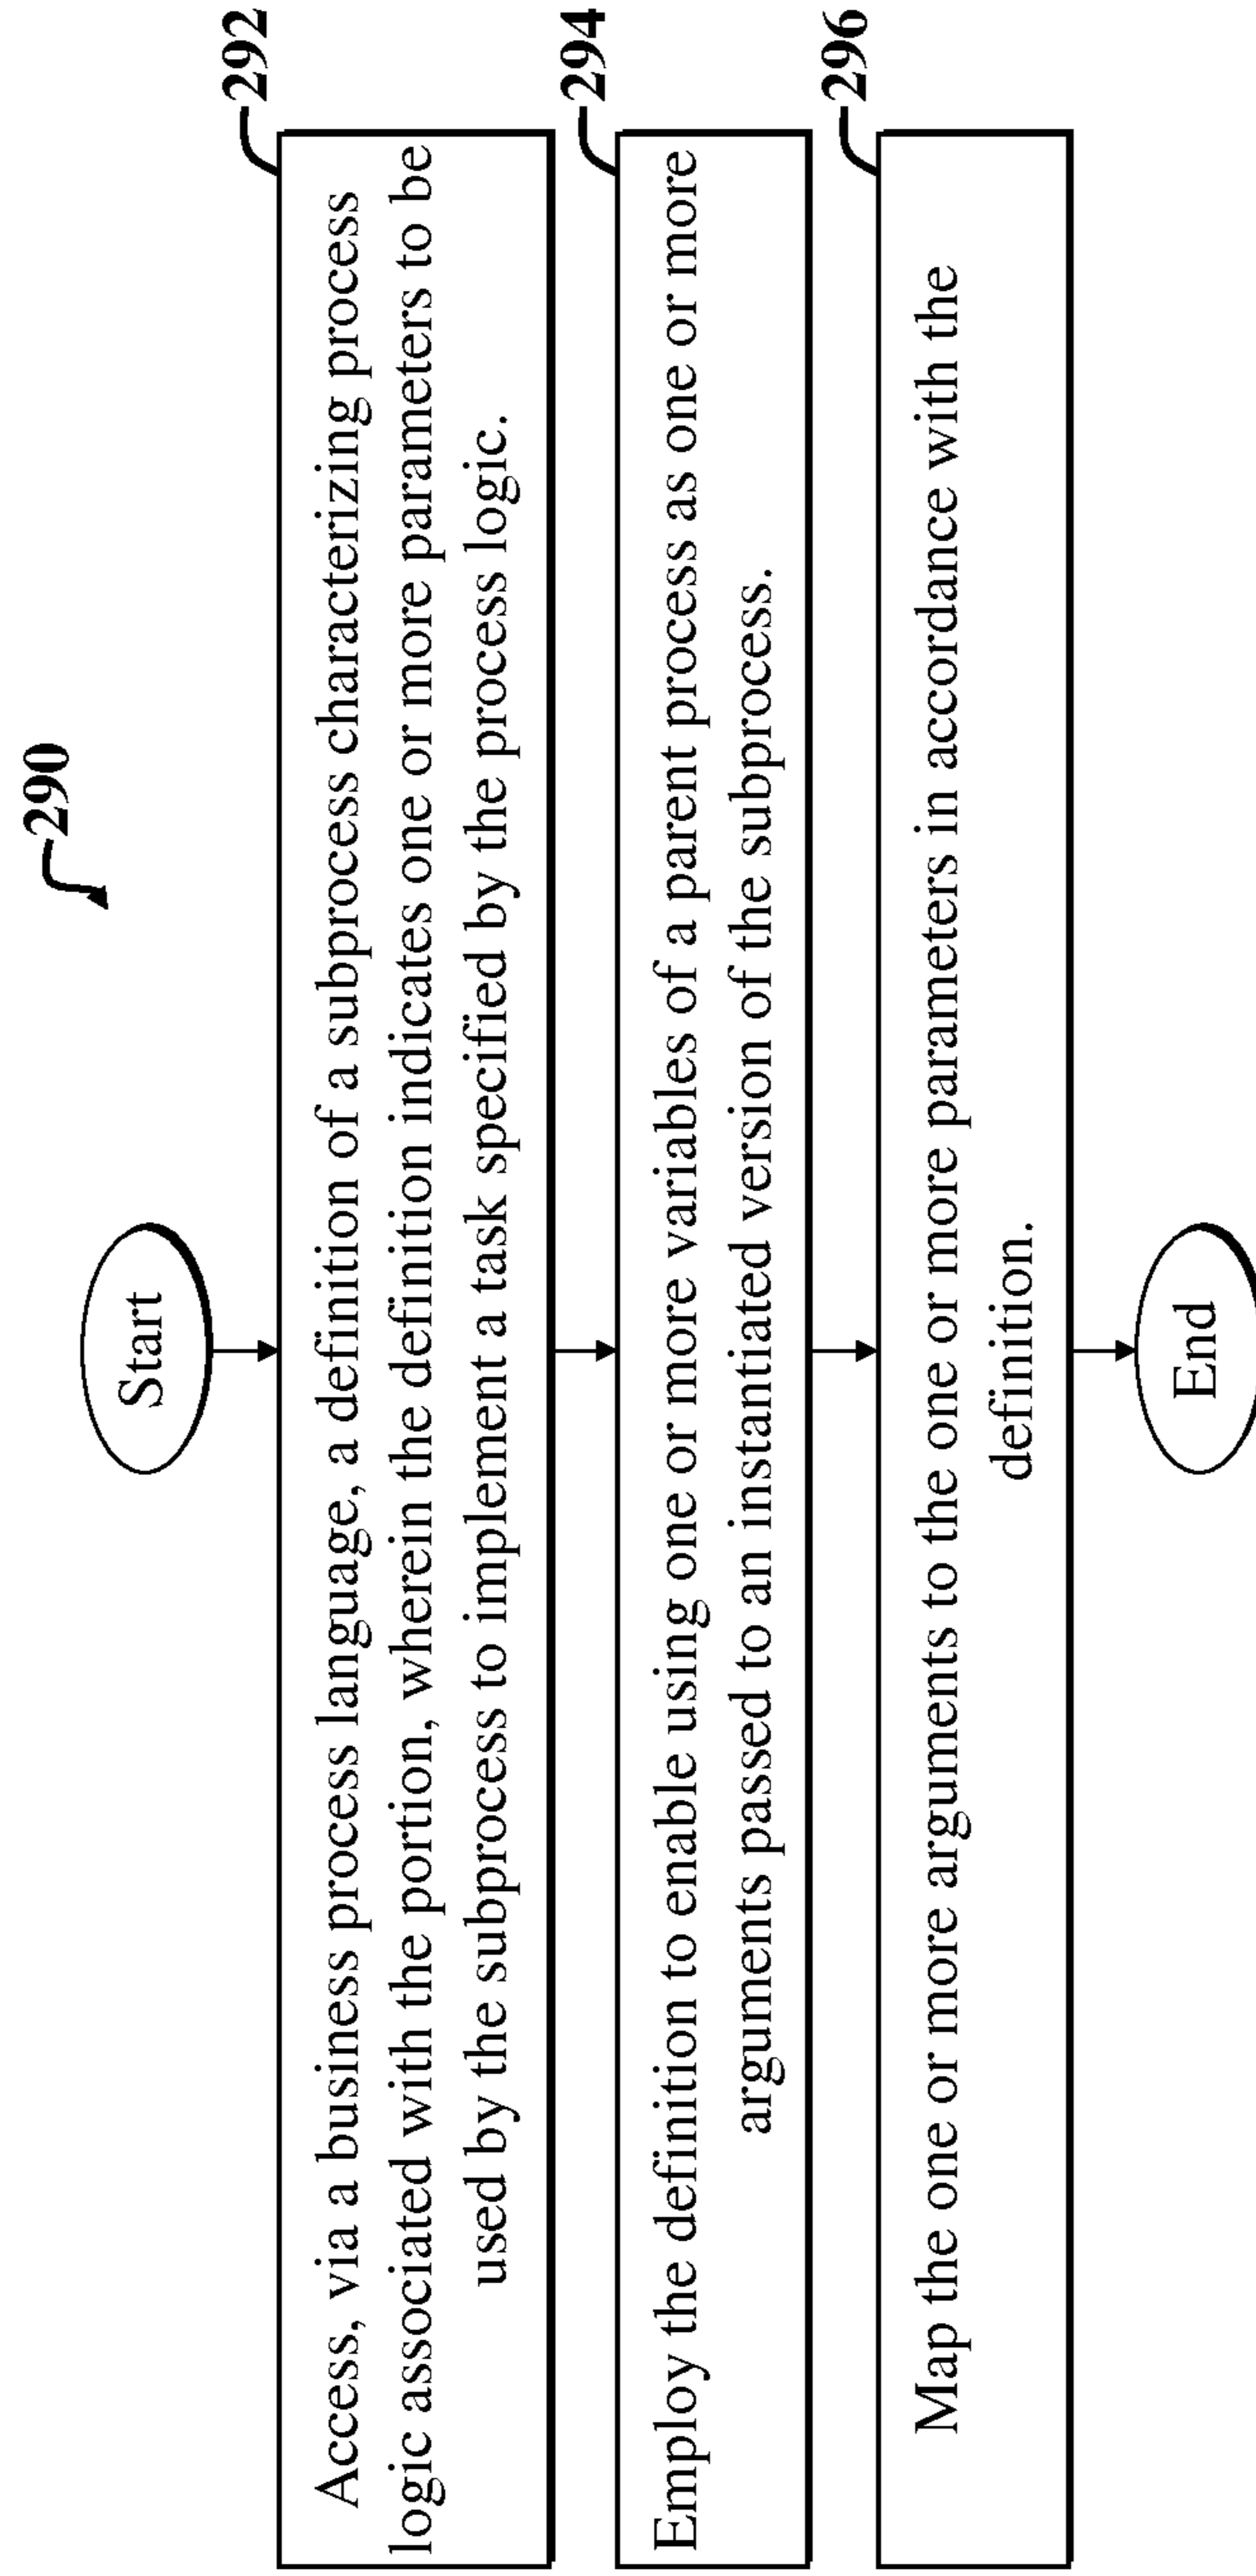 290
Start
292
Access, via a business process language, a definition of a subprocess characterizing process
logic associated with the portion, wherein the definition indicates one or more parameters to be
used by the subprocess to implement a task specified by the process logic.
294
Employ the definition to enable using one or more variables of a parent process as one or more
arguments passed to an instantiated version of the subprocess.
296
Map the one or more arguments to the one or more parameters in accordance with the
definition.
End